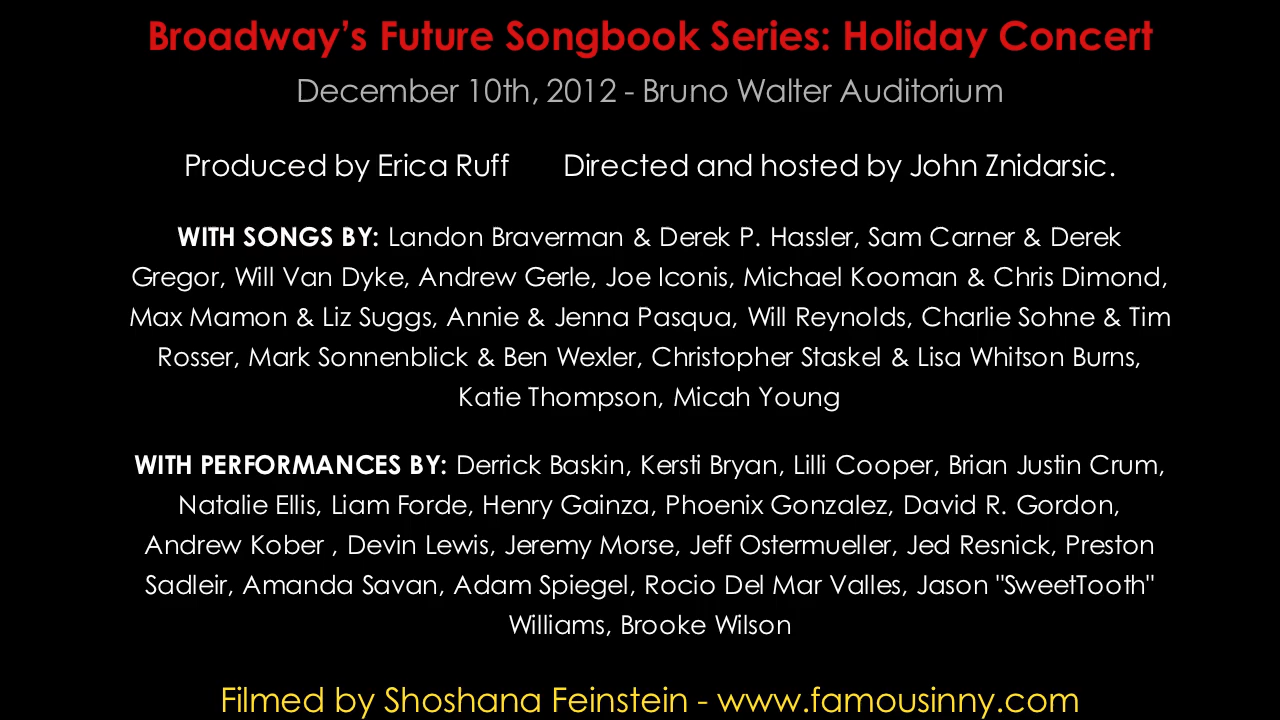 Broadway’s Future Songbook Series: Holiday Concert
December 10th, 2012 - Bruno Walter Auditorium
Produced by Erica Ruff Directed and hosted by John Znidarsic.
WITH SONGS BY: Landon Braverman & Derek P. Hassler, Sam Carner & Derek
Gregor, Will Van Dyke, Andrew Gerle, Joe Iconis, Michael Kooman & Chris Dimond,
Max Mamon & Liz Suggs, Annie & Jenna Pasqua, Will Reynolds, Charlie Sohne & Tim
Rosser, Mark Sonnenblick & Ben Wexler, Christopher Staskel & Lisa Whitson Burns,
Katie Thompson, Micah Young
WITH PERFORMANCES BY: Derrick Baskin, Kersti Bryan, Lilli Cooper, Brian Justin Crum,
Natalie Ellis, Liam Forde, Henry Gainza, Phoenix Gonzalez, David R. Gordon,
Andrew Kober , Devin Lewis, Jeremy Morse, Jeff Ostermueller, Jed Resnick, Preston
Sadleir, Amanda Savan, Adam Spiegel, Rocio Del Mar Valles, Jason "SweetTooth"
Williams, Brooke Wilson
Filmed by Shoshana Feinstein - www.famousinny.com